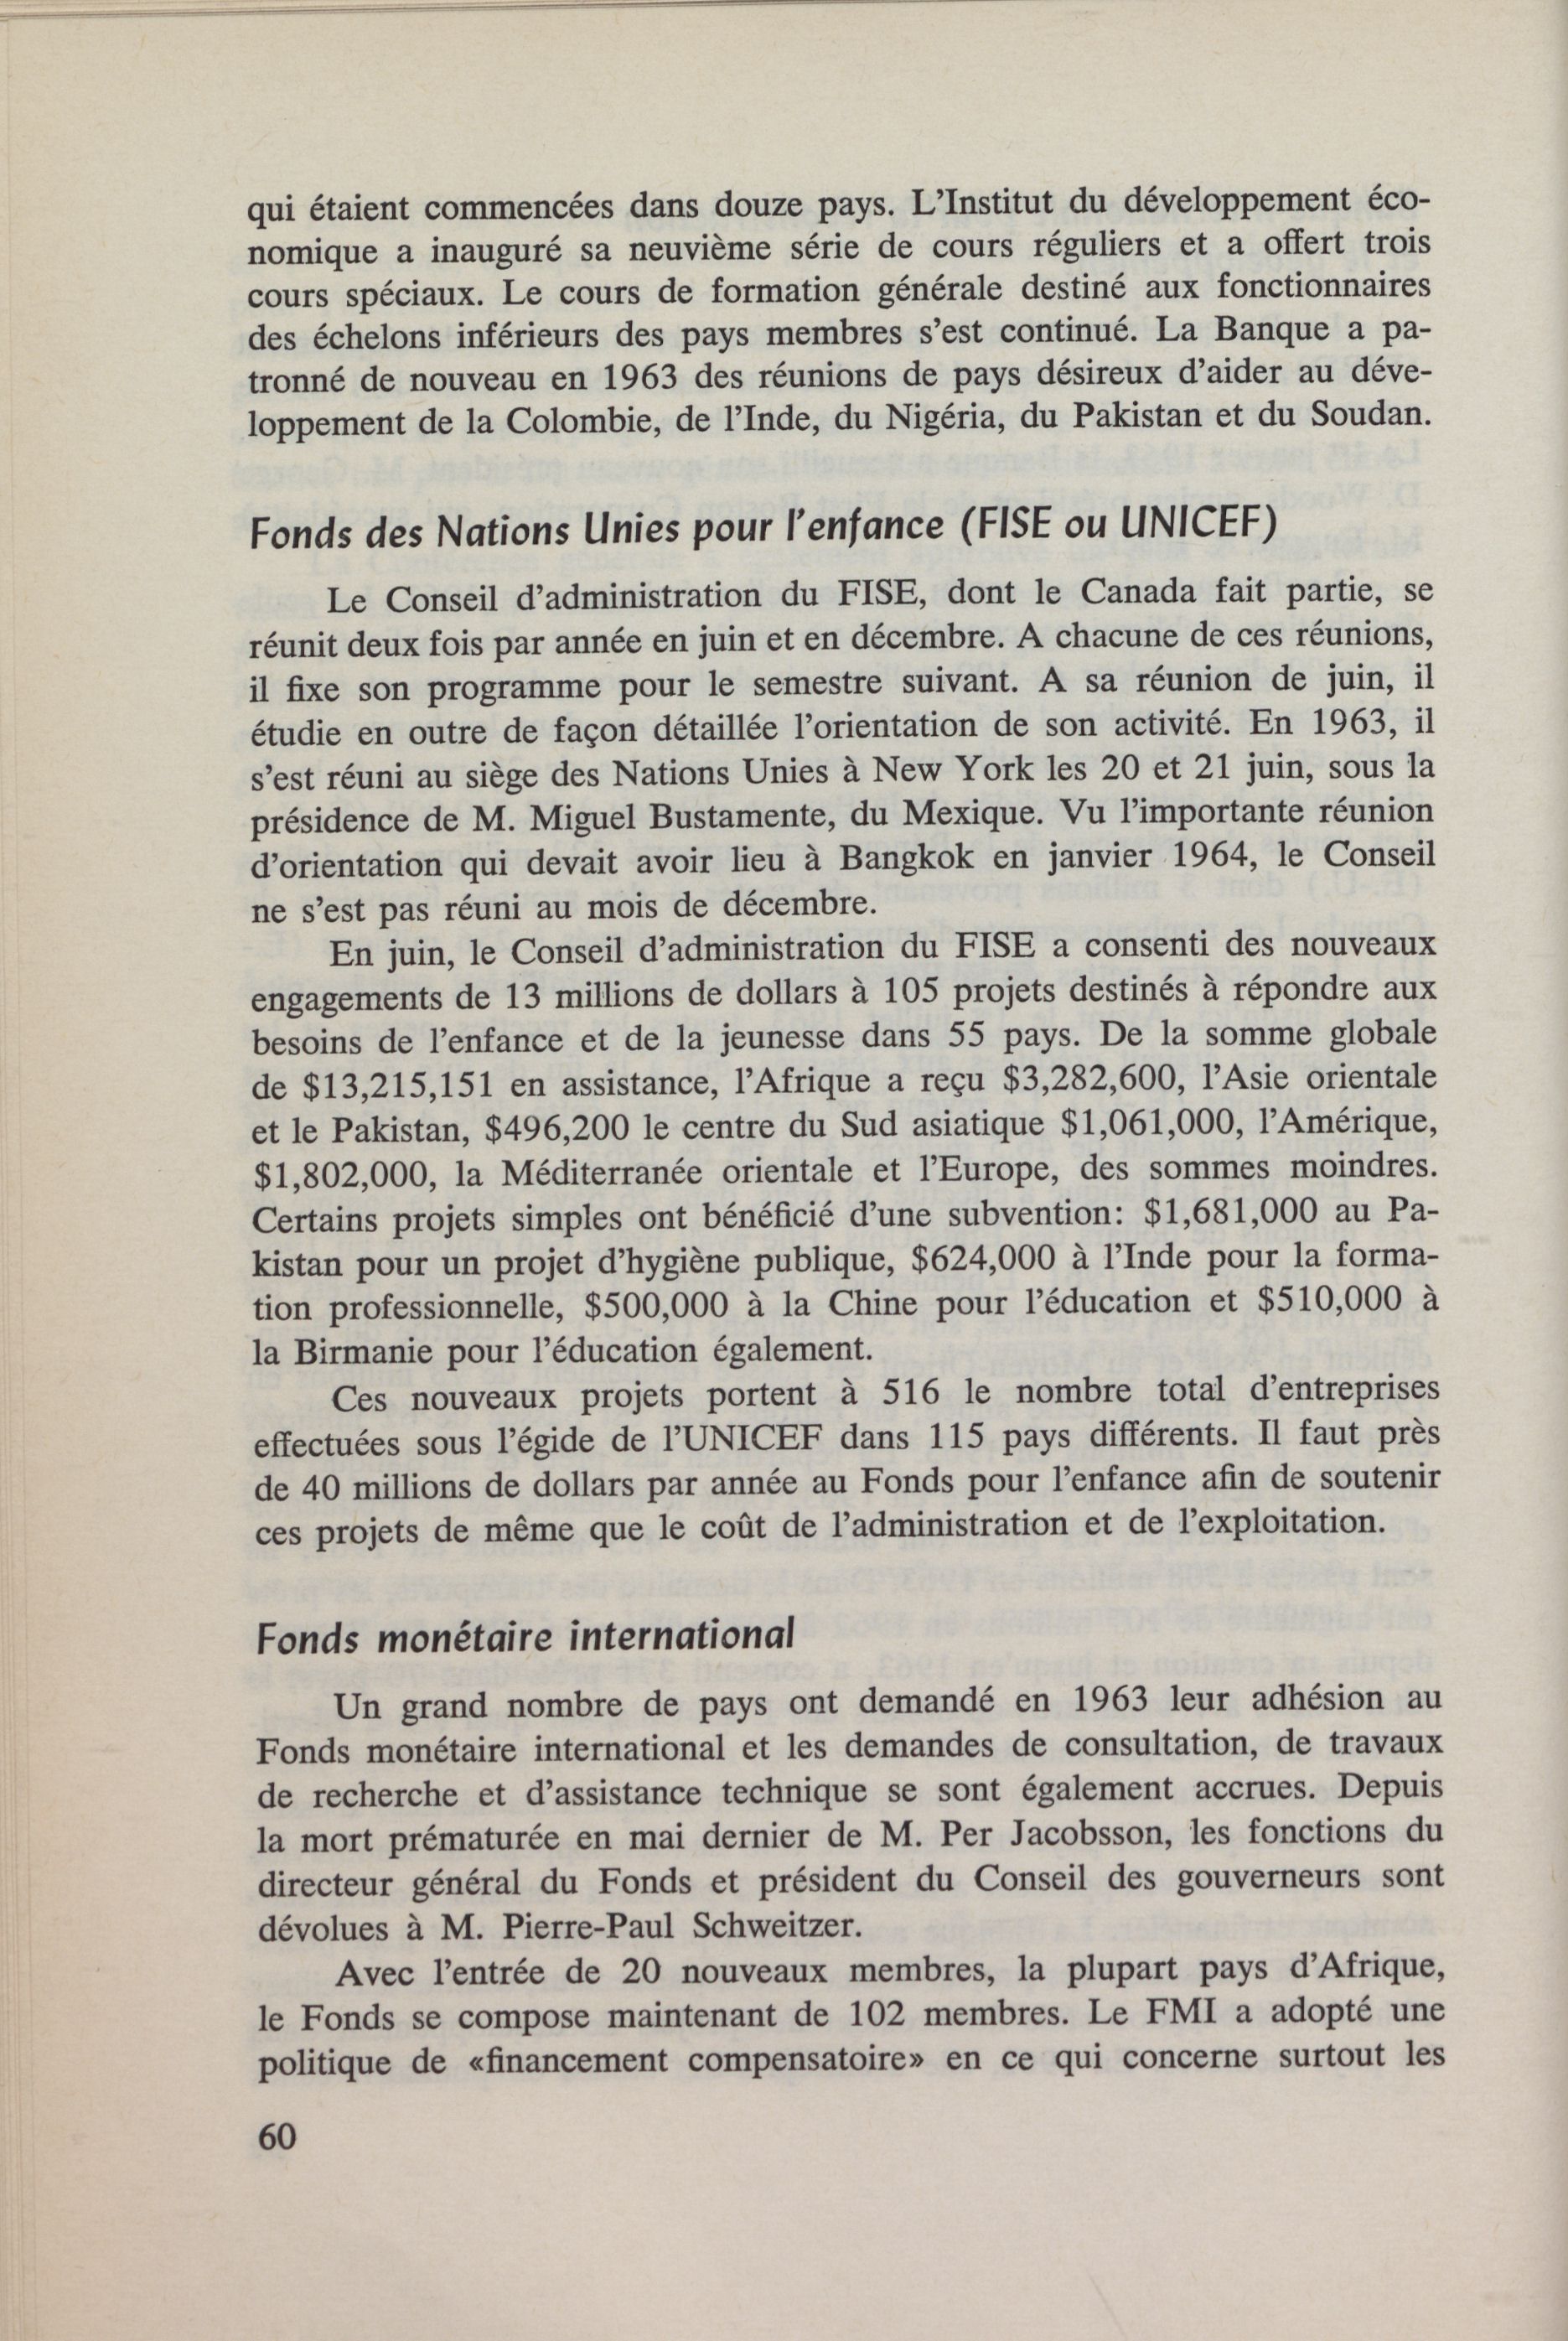 qui étaient commencées dans douze pays. L'Institut du développement éco-
nomique a inauguré sa neuvième série de cours réguliers et a offert trois
cours spéciaux. Le cours de formation générale destiné aux fonctionnaires
des échelons inférieurs des pays membres s'est continué. La Banque a pa-
tronné de nouveau en 1963 des réunions de pays désireux d'aider au déve-
loppement de la Colombie, de l'Inde, du Nigéria, du Pakistan et du Soudan.
Fonds des Nations Unies pour l'enfance (FISE ou UNICEF)
Le Conseil d'administration du FISE, dont le Canada fait partie, se
réunit deux fois par année en juin et en décembre. A chacune de ces réunions,
il fixe son programme pour le semestre suivant. A sa réunion de juin, il
étudie en outre de façon détaillée l'orientation de son activité. En 1963, il
s'est réuni au siège des Nations Unies à New York les 20 et 21 juin, sous la
présidence de M. Miguel Bustamente, du Mexique. Vu l'importante réunion
d'orientation qui devait avoir lieu à Bangkok en janvier 1964, le Conseil
ne s'est pas réuni au mois de décembre.
En juin, le Conseil d'administration du FISE a consenti des nouveaux
engagements de 13 millions de dollars à 105 projets destinés à répondre aux
besoins de l'enfance et de la jeunesse dans 55 pays. De la somme globale
de $13,215,151 en assistance, l'Afrique a reçu $3,282,600, l'Asie orientale
et le Pakistan, $496,200 le centre du Sud asiatique $1,061,000, l'Amérique,
$1,802,000, la Méditerranée orientale et l'Europe, des sommes moindres.
Certains projets simples ont bénéficié d'une subvention: $1,681,000 au Pa-
kistan pour un projet d'hygiène publique, $624,000 à l'Inde pour la forma-
tion professionnelle, $500,000 à la Chine pour l'éducation et $510,000 à
la Birmanie pour l'éducation également.
Ces nouveaux projets portent à 516 le nombre total d'entreprises
effectuées sous l'égide de l'UNICEF dans 115 pays différents. Il faut près
de 40 millions de dollars par année au Fonds pour l'enfance afin de soutenir
ces projets de même que le coût de l'administration et de l'exploitation.
Fonds monétaire international
Un grand nombre de pays ont demandé en 1963 leur adhésion au
Fonds monétaire international et les demandes de consultation, de travaux
de recherche et d'assistance technique se sont également accrues. Depuis
la mort prématurée en mai dernier de M. Per Jacobsson, les fonctions du
directeur général du Fonds et président du Conseil des gouverneurs sont
dévolues à M. Pierre-Paul Schweitzer.
Avec l'entrée de 20 nouveaux membres, la plupart pays d'Afrique,
le Fonds se compose maintenant de 102 membres. Le FMI a adopté une
politique de «financement compensatoire» en ce qui concerne surtout les
60